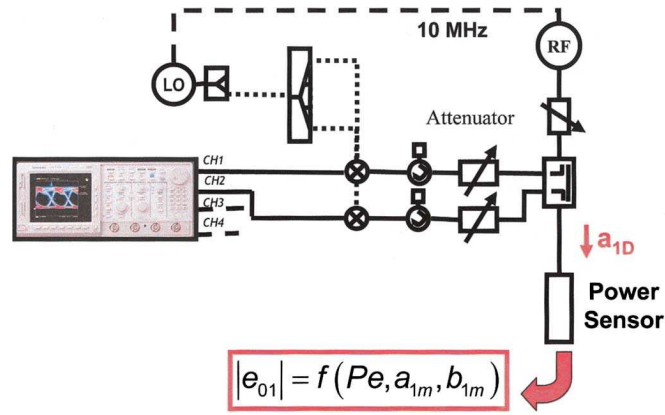 10 MHz
RF
LO
Attenuator
CH1
CH2
CH3
CH4
a1D
Power
Sensor
|e01| = f (Pe, a1m, b1m)